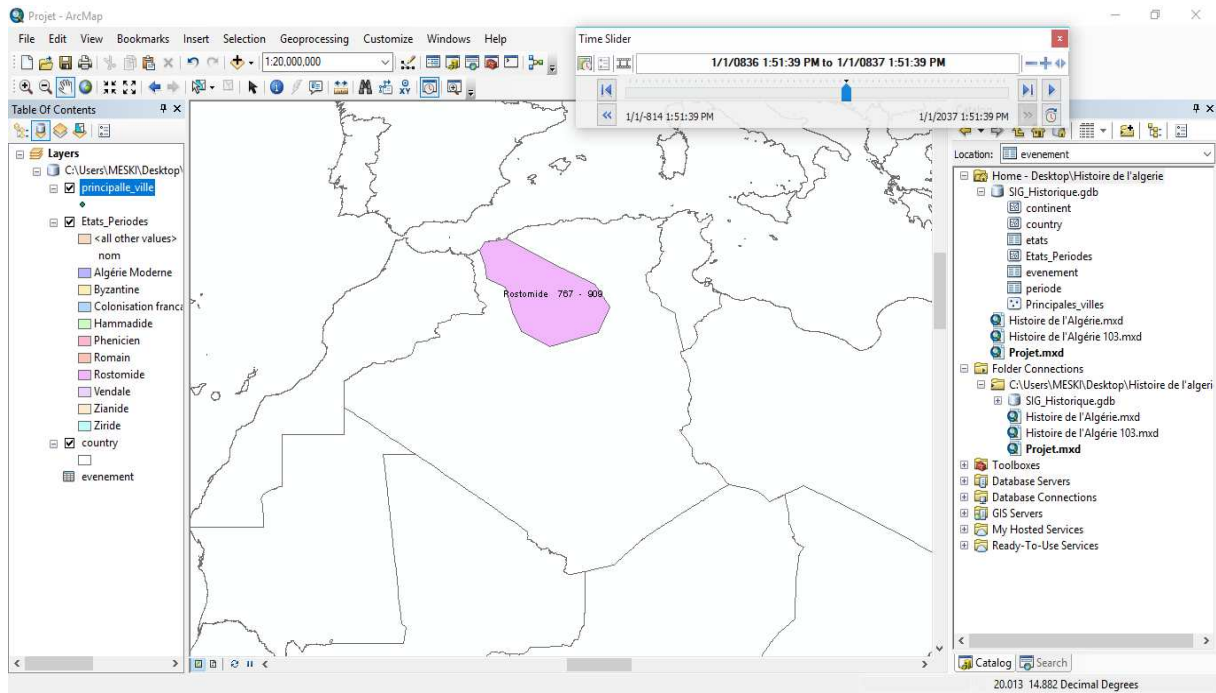 Projet - ArcMap
File Edit View Bookmarks Insert Selection Geoprocessing Customize Windows Help
1:20,000,000
Time Slider
1/1/0836 1:51:39 PM to 1/1/0837 1:51:39 PM
1/1/-814 1:51:39 PM
1/1/2037 1:51:39 PM
Table Of Contents
Layers
C:\Users\MESKI\Desktop\
principalle_ville
Etats_Periodes
<all other values>
nom
Algérie Moderne
Byzantine
Colonisation franca
Hammadide
Phenicien
Romain
Rostomide
Vendale
Zianide
Ziride
country
evenement
Rostomide 767 - 909
Location: evenement
Home - Desktop\Histoire de l'algerie
SIG_Historique.gdb
continent
country
etats
Etats_Periodes
evenement
periode
Principales_villes
Histoire de l'Algérie.mxd
Histoire de l'Algérie 103.mxd
Projet.mxd
Folder Connections
C:\Users\MESKI\Desktop\Histoire de l'algeri
SIG_Historique.gdb
Histoire de l'Algérie.mxd
Histoire de l'Algérie 103.mxd
Projet.mxd
Toolboxes
Database Servers
Database Connections
GIS Servers
My Hosted Services
Ready-To-Use Services
Catalog Search
20.013 14.882 Decimal Degrees